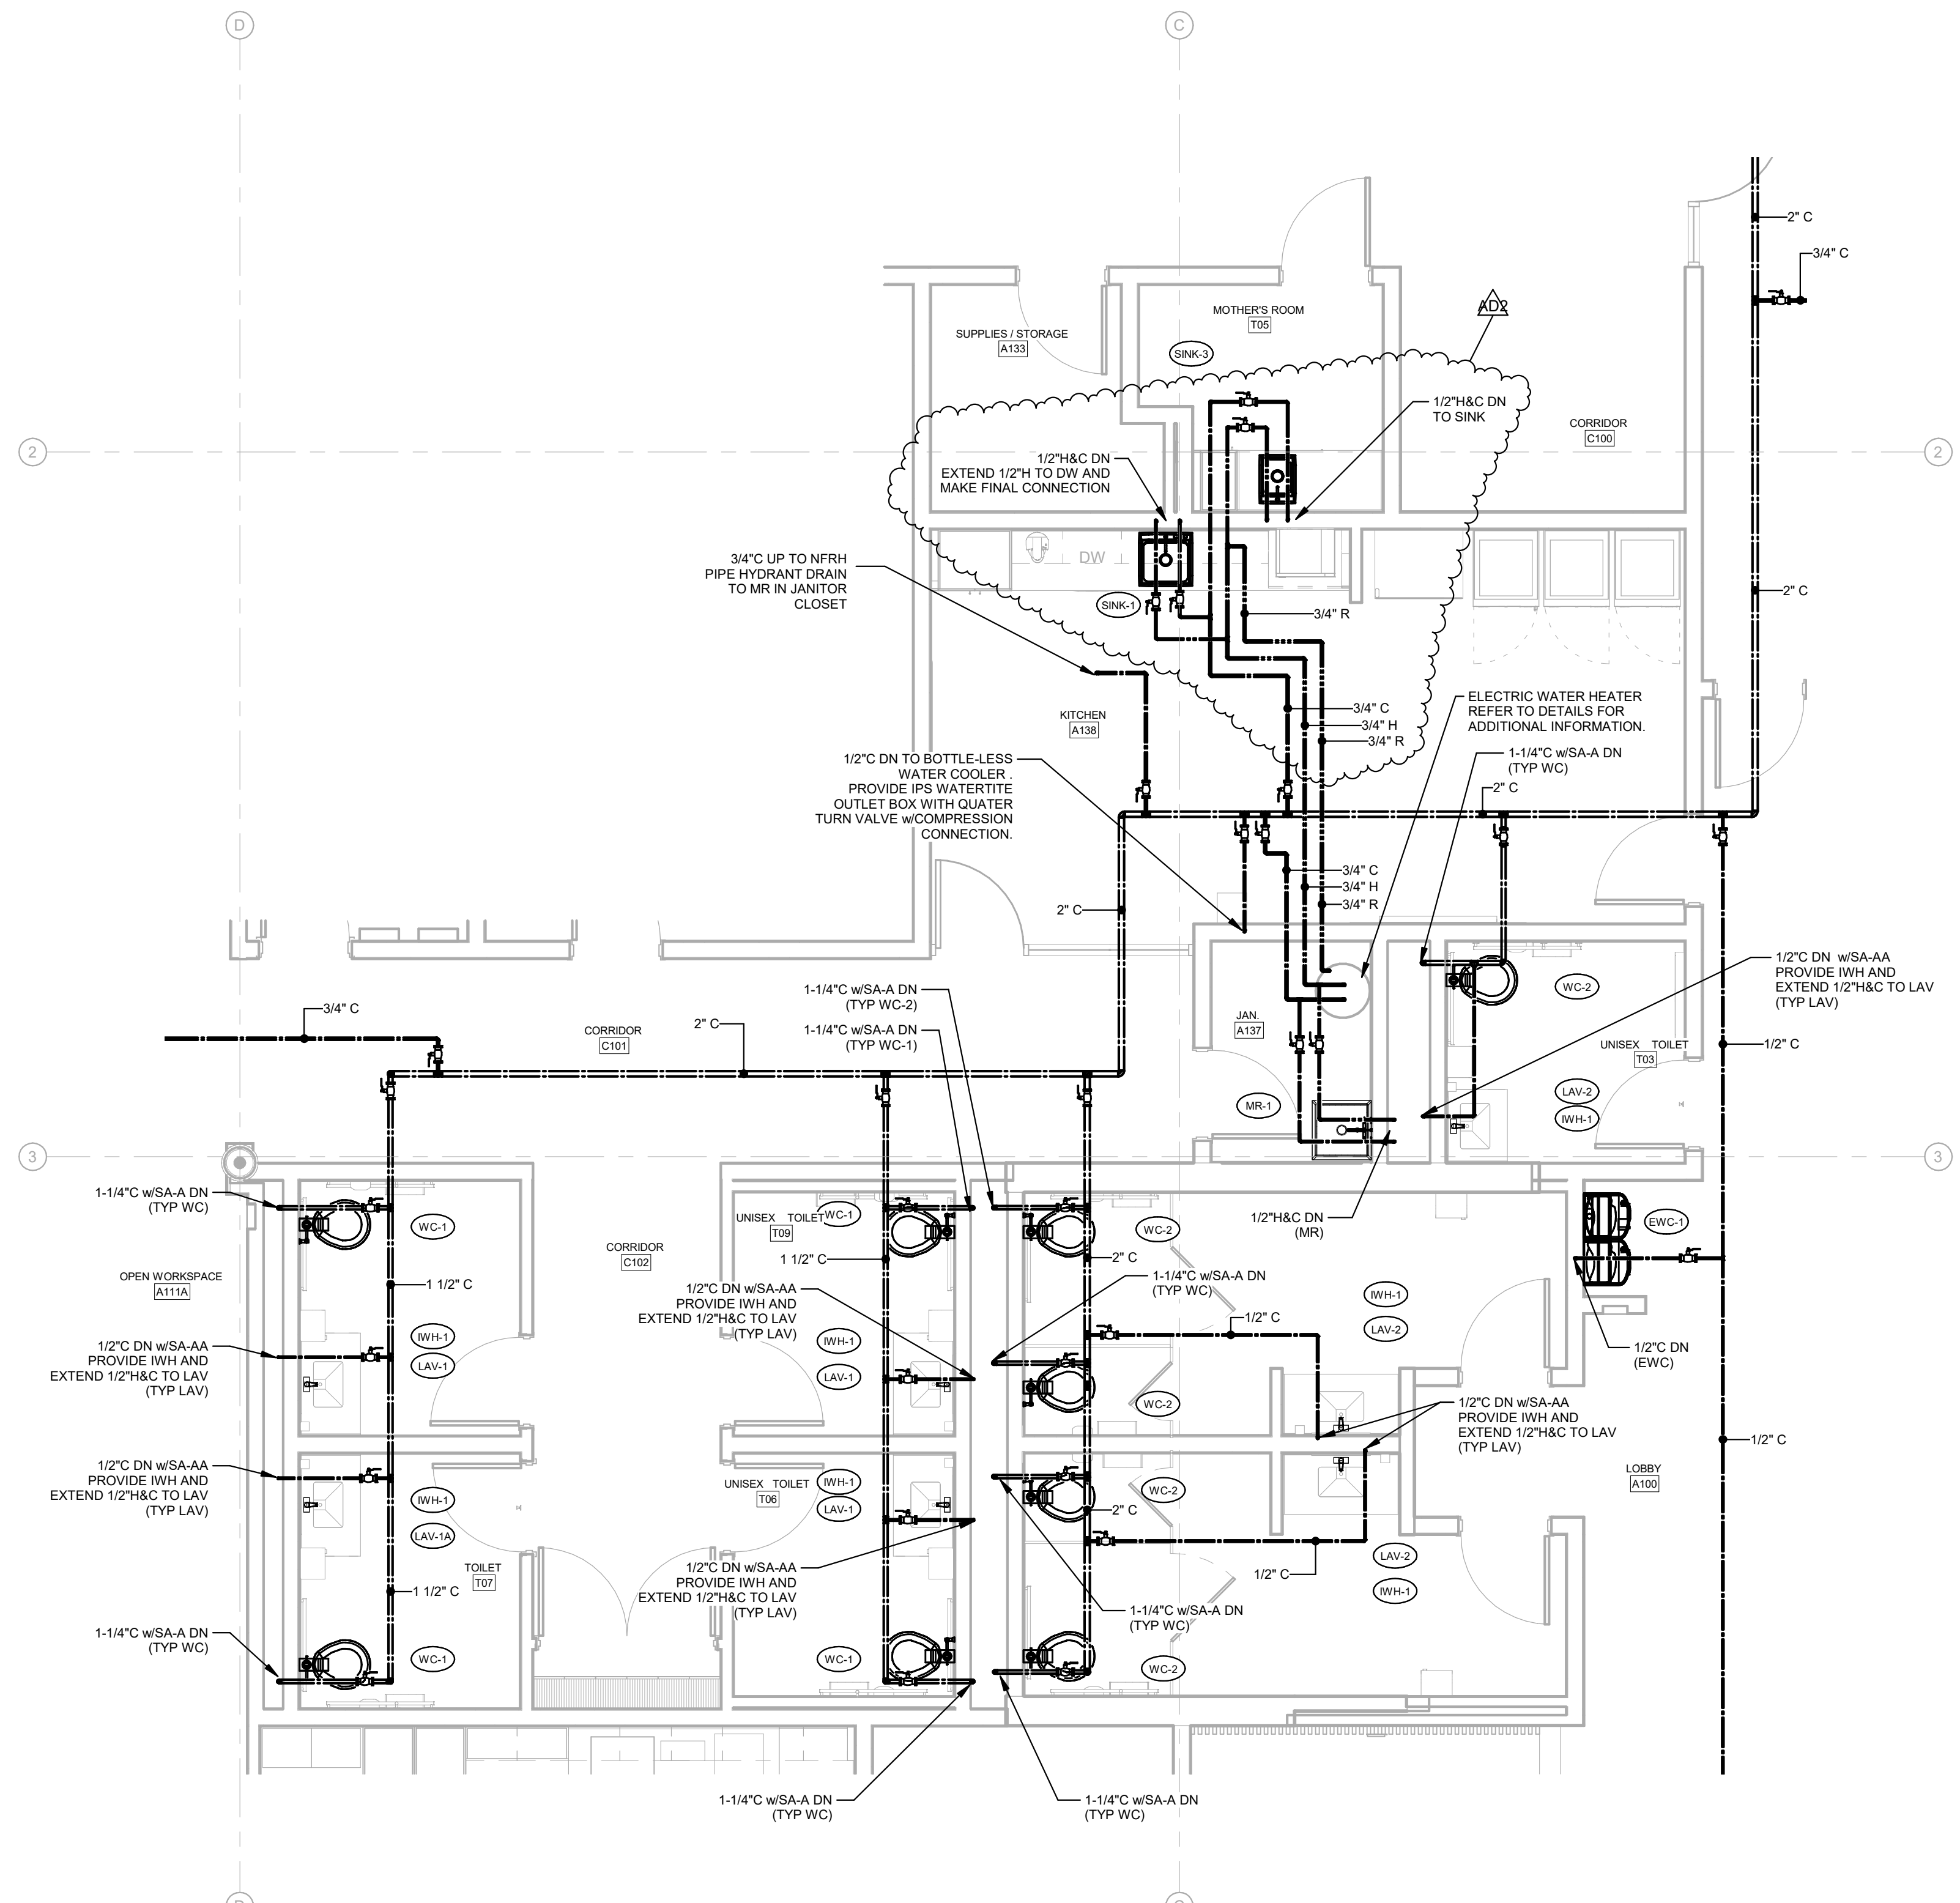 D
C
2" C
3/4" C
AD2
MOTHER'S ROOM
T05
SUPPLIES / STORAGE
A133
SINK-3
1/2"H&C DN
TO SINK
CORRIDOR
C100
2
2
1/2"H&C DN
EXTEND 1/2"H TO DW AND
MAKE FINAL CONNECTION
DW
3/4"C UP TO NFRH
PIPE HYDRANT DRAIN
TO MR IN JANITOR
CLOSET
SINK-1
3/4" R
2" C
ELECTRIC WATER HEATER
REFER TO DETAILS FOR
ADDITIONAL INFORMATION.
3/4" C
3/4" H
3/4" R
KITCHEN
A138
1-1/4"C w/SA-A DN
(TYP WC)
2" C
1/2"C DN TO BOTTLE-LESS
WATER COOLER .
PROVIDE IPS WATERTITE
OUTLET BOX WITH QUATER
TURN VALVE w/COMPRESSION
CONNECTION.
3/4" C
3/4" H
3/4" R
2" C
1/2"C DN w/SA-AA
PROVIDE IWH AND
EXTEND 1/2"H&C TO LAV
(TYP LAV)
WC-2
1-1/4"C w/SA-A DN
(TYP WC-2)
3/4" C
CORRIDOR
C101
2" C
1-1/4"C w/SA-A DN
(TYP WC-1)
JAN.
A137
UNISEX TOILET
T03
1/2" C
MR-1
LAV-2
IWH-1
3
3
1-1/4"C w/SA-A DN
(TYP WC)
WC-1
UNISEX TOILET
T09
WC-1
WC-2
1/2"H&C DN
(MR)
EWC-1
CORRIDOR
C102
1 1/2" C
2" C
OPEN WORKSPACE
A111A
1 1/2" C
1/2"C DN w/SA-AA
PROVIDE IWH AND
EXTEND 1/2"H&C TO LAV
(TYP LAV)
1-1/4"C w/SA-A DN
(TYP WC)
1/2" C
IWH-1
LAV-2
1/2"C DN w/SA-AA
PROVIDE IWH AND
EXTEND 1/2"H&C TO LAV
(TYP LAV)
IWH-1
LAV-1
IWH-1
LAV-1
1/2"C DN
(EWC)
WC-2
1/2"C DN w/SA-AA
PROVIDE IWH AND
EXTEND 1/2"H&C TO LAV
(TYP LAV)
1/2" C
1/2"C DN w/SA-AA
PROVIDE IWH AND
EXTEND 1/2"H&C TO LAV
(TYP LAV)
IWH-1
LAV-1A
UNISEX TOILET
T06
IWH-1
LAV-1
WC-2
2" C
LOBBY
A100
TOILET
T07
1 1/2" C
1/2"C DN w/SA-AA
PROVIDE IWH AND
EXTEND 1/2"H&C TO LAV
(TYP LAV)
1/2" C
LAV-2
IWH-1
1-1/4"C w/SA-A DN
(TYP WC)
1-1/4"C w/SA-A DN
(TYP WC)
WC-1
WC-1
WC-2
1-1/4"C w/SA-A DN
(TYP WC)
1-1/4"C w/SA-A DN
(TYP WC)